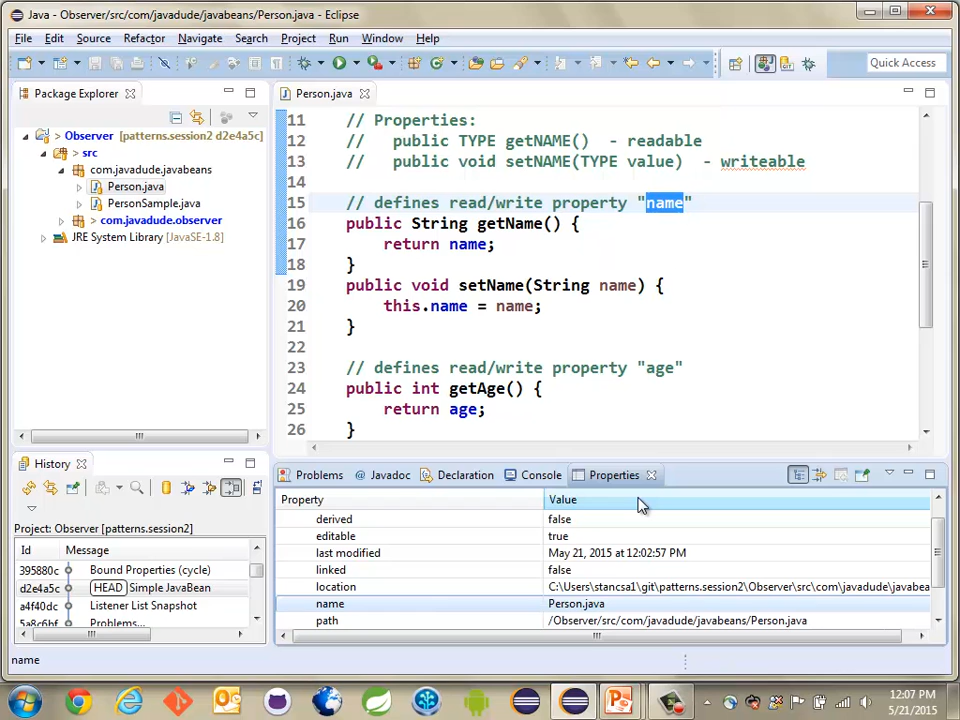 Java - Observer/src/com/javadude/javabeans/Person.java - Eclipse
File Edit Source Refactor Navigate Search Project Run Window Help
Quick Access
Package Explorer
> Observer [patterns.session2 d2e4a5c]
> src
com.javadude.javabeans
Person.java
PersonSample.java
> com.javadude.observer
JRE System Library [JavaSE-1.8]
Person.java
11 // Properties:
12 //   public TYPE getNAME()  - readable
13 //   public void setNAME(TYPE value)  - writeable
14
15 // defines read/write property "name"
16 public String getName() {
17     return name;
18 }
19 public void setName(String name) {
20     this.name = name;
21 }
22
23 // defines read/write property "age"
24 public int getAge() {
25     return age;
26 }
History
Project: Observer [patterns.session2]
Id Message
395880c Bound Properties (cycle)
d2e4a5c HEAD Simple JavaBean
a4f40dc Listener List Snapshot
5a8c6bf Problems...
Problems @ Javadoc Declaration Console Properties
Property Value
derived false
editable true
last modified May 21, 2015 at 12:02:57 PM
linked false
location C:\Users\stancsa1\git\patterns.session2\Observer\src\com\javadude\javabea
name Person.java
path /Observer/src/com/javadude/javabeans/Person.java
name
12:07 PM
5/21/2015